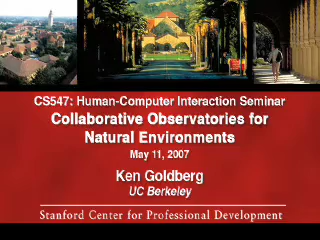 CS547: Human-Computer Interaction Seminar
Collaborative Observatories for
Natural Environments
May 11, 2007
Ken Goldberg
UC Berkeley
Stanford Center for Professional Development